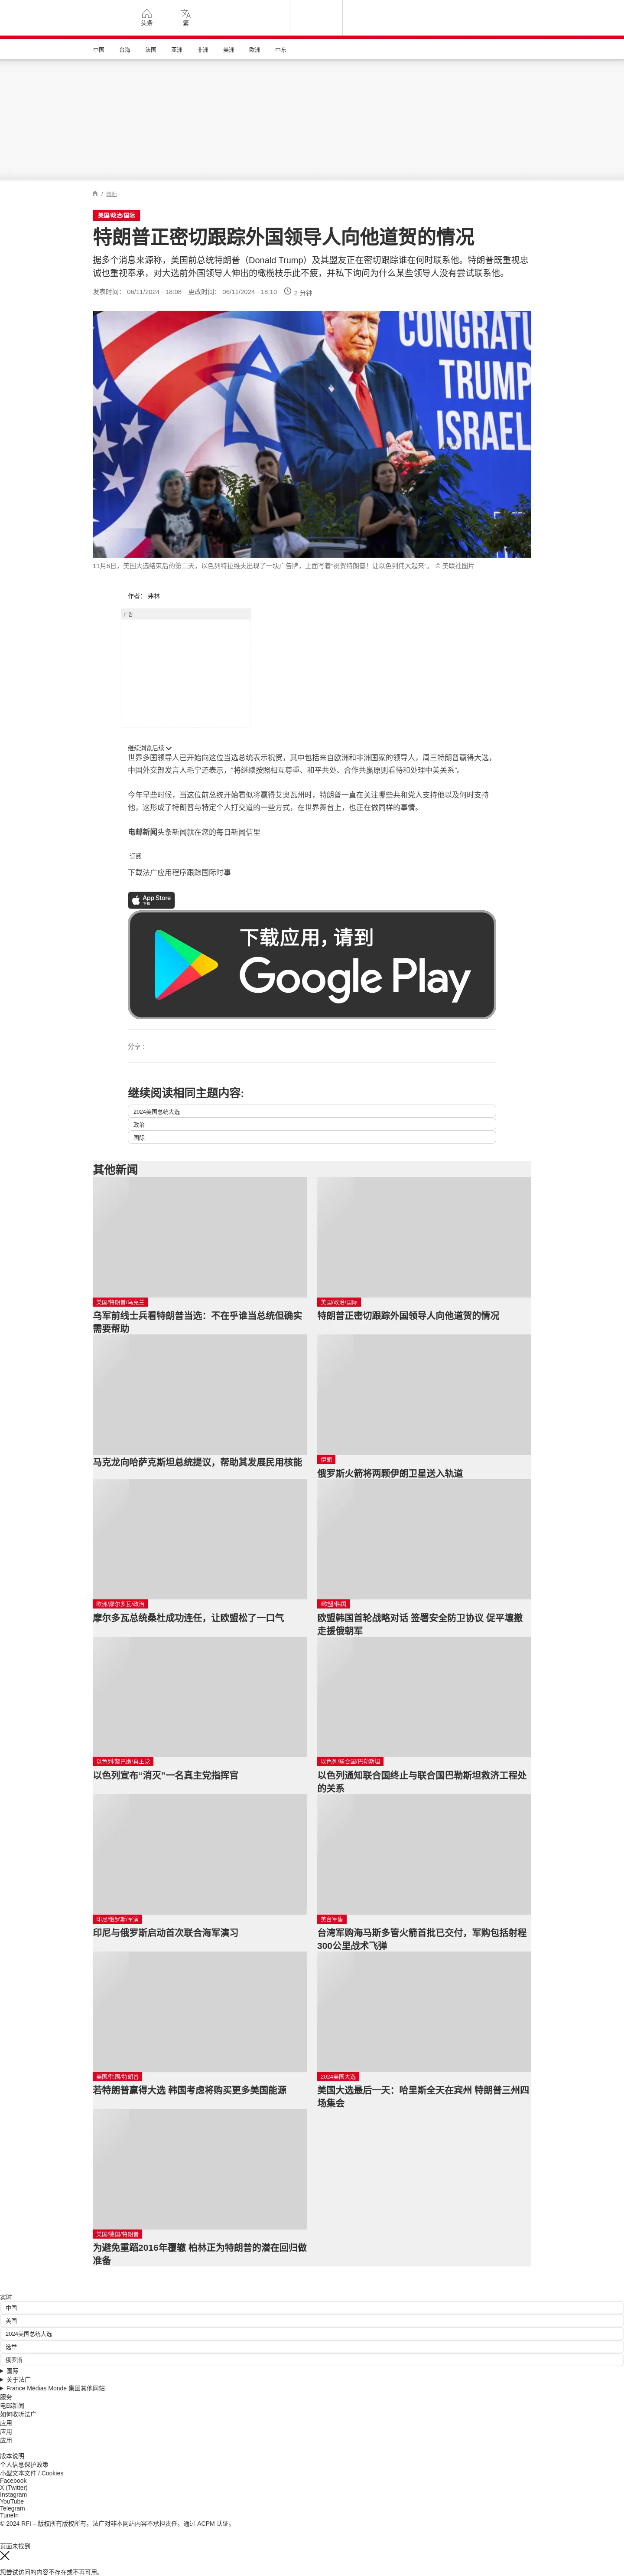 头条
繁
中国 台海 法国 亚洲 非洲 美洲 欧洲 中东
/ 国际
美国/政治/国际
特朗普正密切跟踪外国领导人向他道贺的情况
据多个消息来源称，美国前总统特朗普（Donald Trump）及其盟友正在密切跟踪谁在何时联系他。特朗普既重视忠
诚也重视奉承，对大选前外国领导人伸出的橄榄枝乐此不疲，并私下询问为什么某些领导人没有尝试联系他。
发表时间： 06/11/2024 - 18:08 更改时间： 06/11/2024 - 18:10 2 分钟
CONGRATU
TRUMP
ISRAEL
11月6日，美国大选结束后的第二天，以色列特拉维夫出现了一块广告牌，上面写着“祝贺特朗普！让以色列伟大起来”。 © 美联社图片
作者： 弗林
广告
继续浏览后续
世界多国领导人已开始向这位当选总统表示祝贺，其中包括来自欧洲和非洲国家的领导人，周三特朗普赢得大选，
中国外交部发言人毛宁还表示，“将继续按照相互尊重、和平共处、合作共赢原则看待和处理中美关系”。
今年早些时候，当这位前总统开始看似将赢得艾奥瓦州时，特朗普一直在关注哪些共和党人支持他以及何时支持
他，这形成了特朗普与特定个人打交道的一些方式，在世界舞台上，也正在做同样的事情。
电邮新闻头条新闻就在您的每日新闻信里
订阅
下载法广应用程序跟踪国际时事
App Store
下载
下载应用，请到
Google Play
分享 :
继续阅读相同主题内容:
2024美国总统大选
政治
国际
其他新闻
美国/特朗普/乌克兰
乌军前线士兵看特朗普当选：不在乎谁当总统但确实
需要帮助
美国/政治/国际
特朗普正密切跟踪外国领导人向他道贺的情况
马克龙向哈萨克斯坦总统提议，帮助其发展民用核能
伊朗
俄罗斯火箭将两颗伊朗卫星送入轨道
欧洲/摩尔多瓦/政治
摩尔多瓦总统桑杜成功连任，让欧盟松了一口气
/欧盟/韩国
欧盟韩国首轮战略对话 签署安全防卫协议 促平壤撤
走援俄朝军
以色列/黎巴嫩/真主党
以色列宣布“消灭”一名真主党指挥官
以色列/联合国/巴勒斯坦
以色列通知联合国终止与联合国巴勒斯坦救济工程处
的关系
印尼/俄罗斯/军演
印尼与俄罗斯启动首次联合海军演习
美台军售
台湾军购海马斯多管火箭首批已交付，军购包括射程
300公里战术飞弹
美国/韩国/特朗普
若特朗普赢得大选 韩国考虑将购买更多美国能源
2024美国大选
美国大选最后一天：哈里斯全天在宾州 特朗普三州四
场集会
美国/德国/特朗普
为避免重蹈2016年覆辙 柏林正为特朗普的潜在回归做
准备
实时
中国
美国
2024美国总统大选
选举
俄罗斯
国际
关于法广
France Médias Monde 集团其他网站
服务
电邮新闻
如何收听法广
应用
应用
应用
版本说明
个人信息保护政策
小型文本文件 / Cookies
Facebook
X (Twitter)
Instagram
YouTube
Telegram
TuneIn
© 2024 RFI – 版权所有版权所有。法广对非本网站内容不承担责任。通过 ACPM 认证。
页面未找到
您尝试访问的内容不存在或不再可用。